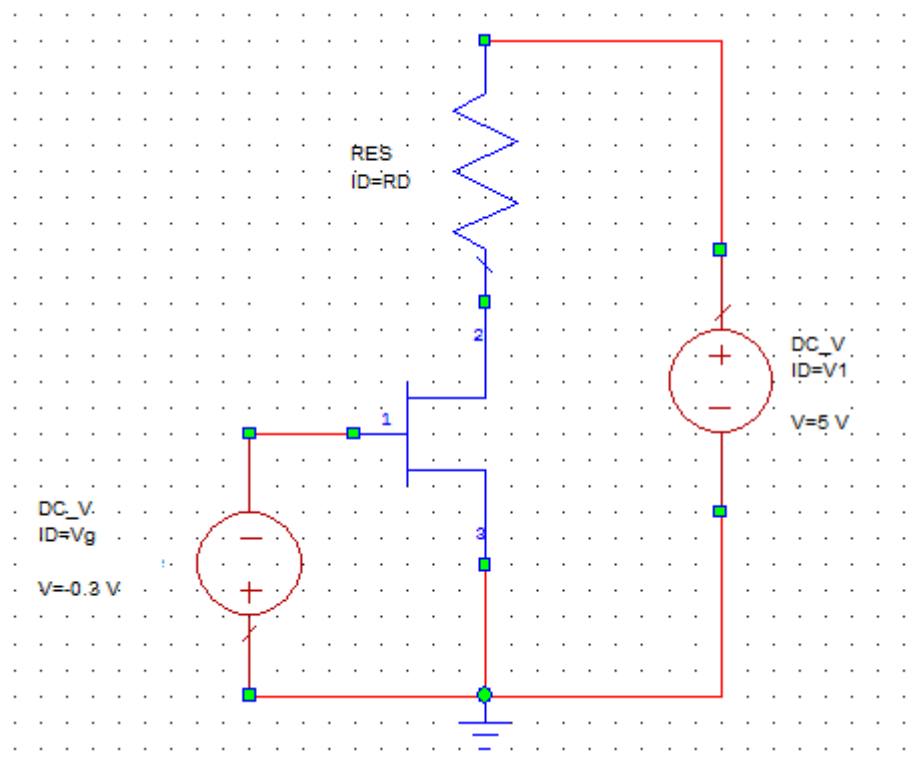 RES
ID=RD
2
DC_V
ID=V1
V=5 V
1
3
DC_V
ID=Vg
V=-0.3 V